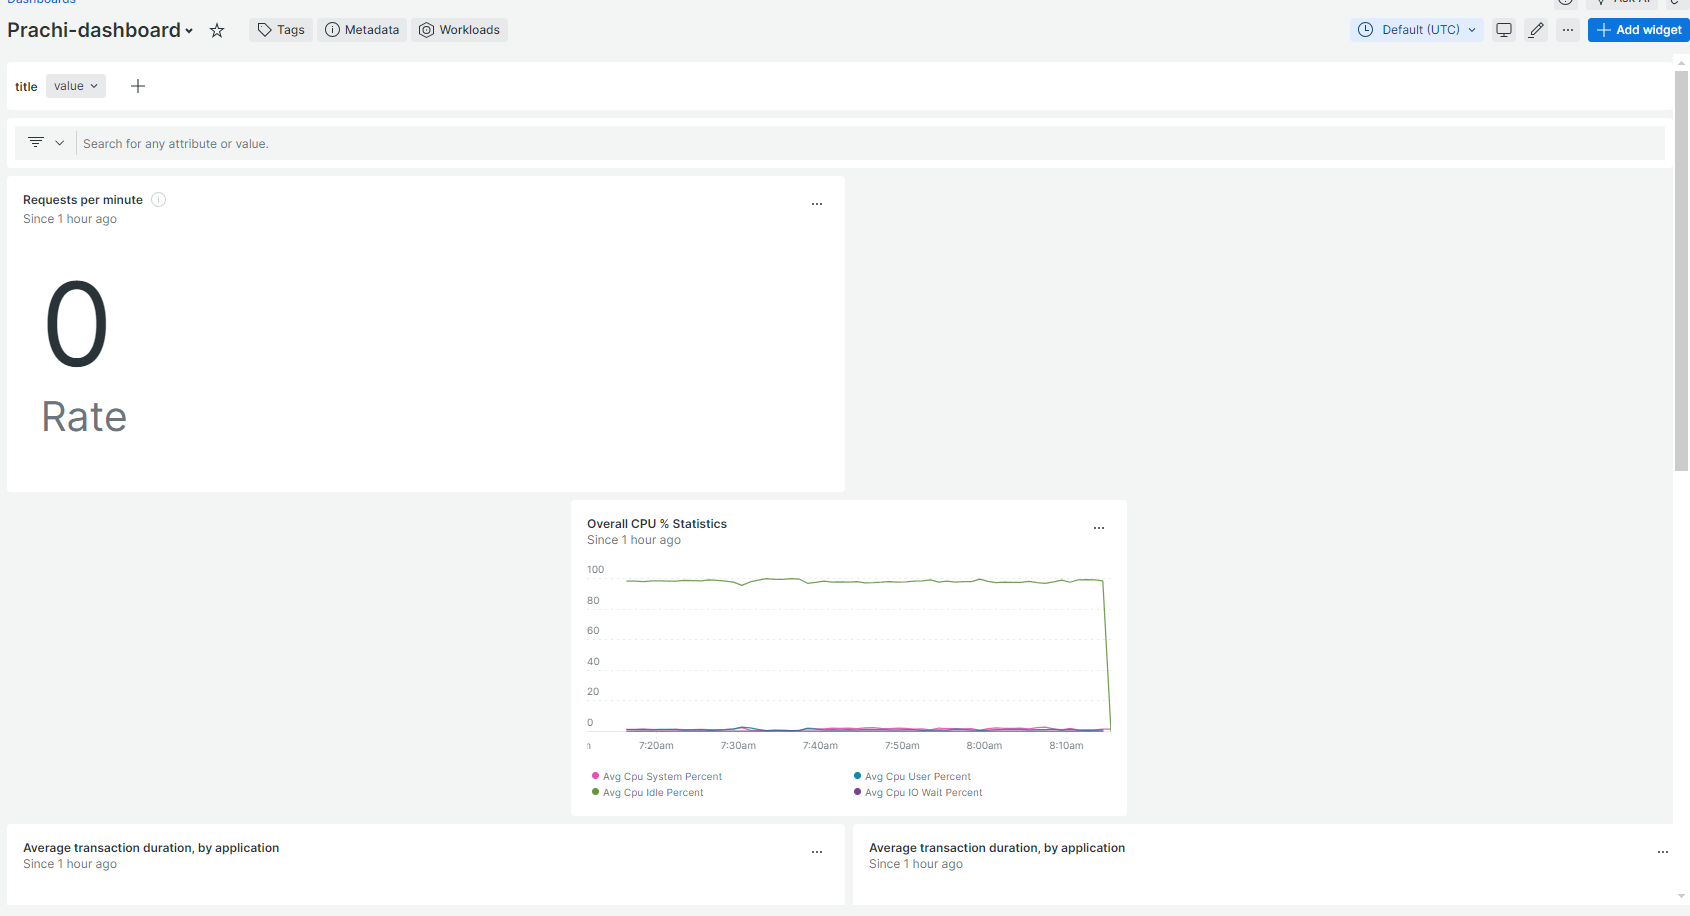 Dashboards
Ask AI
Prachi-dashboard
Tags
Metadata
Workloads
Default (UTC)
Add widget
title
value
Search for any attribute or value.
Requests per minute
Since 1 hour ago
0
Rate
Overall CPU % Statistics
Since 1 hour ago
100
80
60
40
20
0
7:20am 7:30am 7:40am 7:50am 8:00am 8:10am
Avg Cpu System Percent
Avg Cpu User Percent
Avg Cpu Idle Percent
Avg Cpu IO Wait Percent
Average transaction duration, by application
Since 1 hour ago
Average transaction duration, by application
Since 1 hour ago